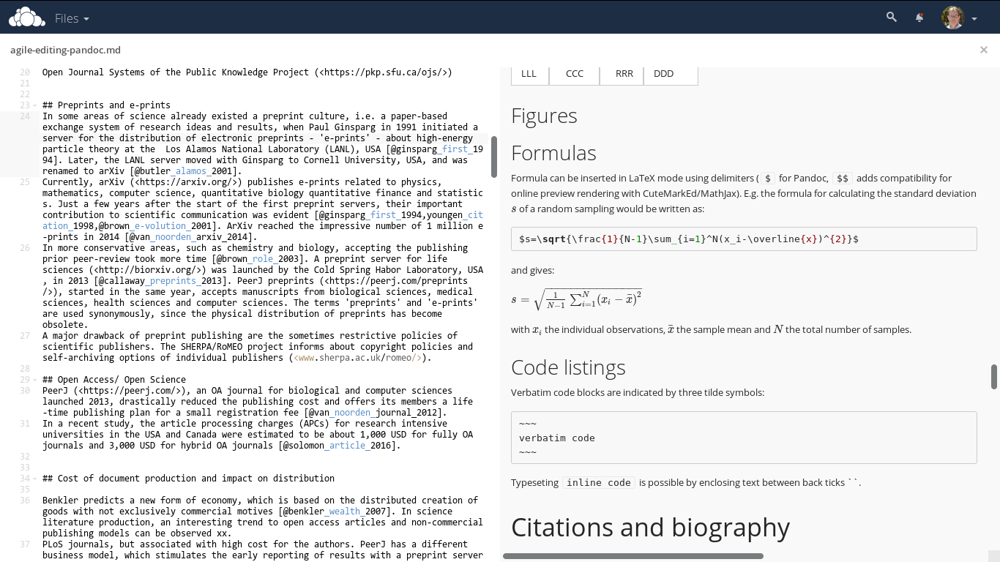 Files
agile-editing-pandoc.md
20 Open Journal Systems of the Public Knowledge Project (<https://pkp.sfu.ca/ojs/>)
21
22
23 ## Preprints and e-prints
24 In some areas of science already existed a preprint culture, i.e. a paper-based
exchange system of research ideas and results, when Paul Ginsparg in 1991 initiated a
server for the distribution of electronic preprints - 'e-prints' - about high-energy
particle theory at the  Los Alamos National Laboratory (LANL), USA [@ginsparg_first_19
94]. Later, the LANL server moved with Ginsparg to Cornell University, USA, and was
renamed to arXiv [@butler_alamos_2001].
25 Currently, arXiv (<https://arxiv.org/>) publishes e-prints related to physics,
mathematics, computer science, quantitative biology quantitative finance and statistic
s. Just a few years after the start of the first preprint servers, their important
contribution to scientific communication was evident [@ginsparg_first_1994,youngen_cit
ation_1998,@brown_e-volution_2001]. ArXiv reached the impressive number of 1 million e
-prints in 2014 [@van_noorden_arxiv_2014].
26 In more conservative areas, such as chemistry and biology, accepting the publishing
prior peer-review took more time [@brown_role_2003]. A preprint server for life
sciences (<http://biorxiv.org/>) was launched by the Cold Spring Habor Laboratory, USA
, in 2013 [@callaway_preprints_2013]. PeerJ preprints (<https://peerj.com/preprints
/>), started in the same year, accepts manuscripts from biological sciences, medical
sciences, health sciences and computer sciences. The terms 'preprints' and 'e-prints'
are used synonymously, since the physical distribution of preprints has become
obsolete.
27 A major drawback of preprint publishing are the sometimes restrictive policies of
scientific publishers. The SHERPA/RoMEO project informs about copyright policies and
self-archiving options of individual publishers (<www.sherpa.ac.uk/romeo/>).
28
29 ## Open Access/ Open Science
30 PeerJ (<https://peerj.com/>), an OA journal for biological and computer sciences
launched 2013, drastically reduced the publishing cost and offers its members a life
-time publishing plan for a small registration fee [@van_noorden_journal_2012].
31 In a recent study, the article processing charges (APCs) for research intensive
universities in the USA and Canada were estimated to be about 1,000 USD for fully OA
journals and 3,000 USD for hybrid OA journals [@solomon_article_2016].
32
33
34 ## Cost of document production and impact on distribution
35
36 Benkler predicts a new form of economy, which is based on the distributed creation of
goods with not exclusively commercial motives [@benkler_wealth_2007]. In science
literature production, an interesting trend to open access articles and non-commercial
publishing models can be observed xx.
37 PLoS journals, but associated with high cost for the authors. PeerJ has a different
business model, which stimulates the early reporting of results with a preprint server
LLL CCC RRR DDD
Figures
Formulas
Formula can be inserted in LaTeX mode using delimiters ( $ for Pandoc, $$ adds compatibility for
online preview rendering with CuteMarkEd/MathJax). E.g. the formula for calculating the standard deviation
s of a random sampling would be written as:
$s=\sqrt{\frac{1}{N-1}\sum_{i=1}^N(x_i-\overline{x})^{2}}$
and gives:
s = √(1/(N−1) ∑_{i=1}^N (x_i − x̄)²)
with x_i the individual observations, x̄ the sample mean and N the total number of samples.
Code listings
Verbatim code blocks are indicated by three tilde symbols:
~~~
verbatim code
~~~
Typeseting inline code is possible by enclosing text between back ticks ``.
Citations and biography